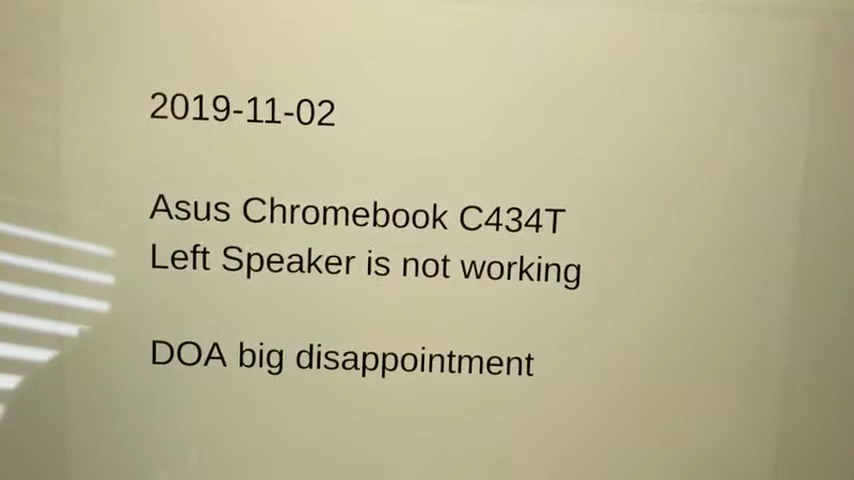 2019-11-02
Asus Chromebook C434T
Left Speaker is not working
DOA big disappointment